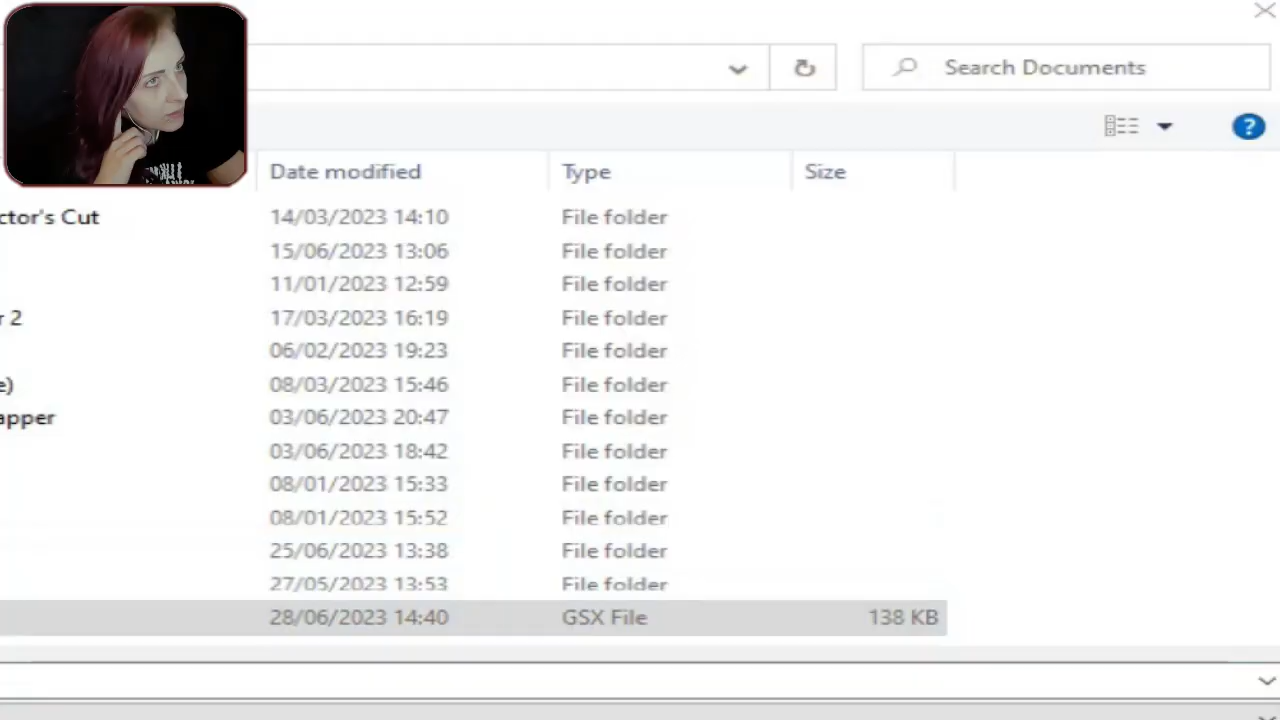 Search Documents
?
Date modified Type Size
ctor's Cut 14/03/2023 14:10 File folder
15/06/2023 13:06 File folder
11/01/2023 12:59 File folder
r 2 17/03/2023 16:19 File folder
06/02/2023 19:23 File folder
e) 08/03/2023 15:46 File folder
apper 03/06/2023 20:47 File folder
03/06/2023 18:42 File folder
08/01/2023 15:33 File folder
08/01/2023 15:52 File folder
25/06/2023 13:38 File folder
27/05/2023 13:53 File folder
28/06/2023 14:40 GSX File 138 KB